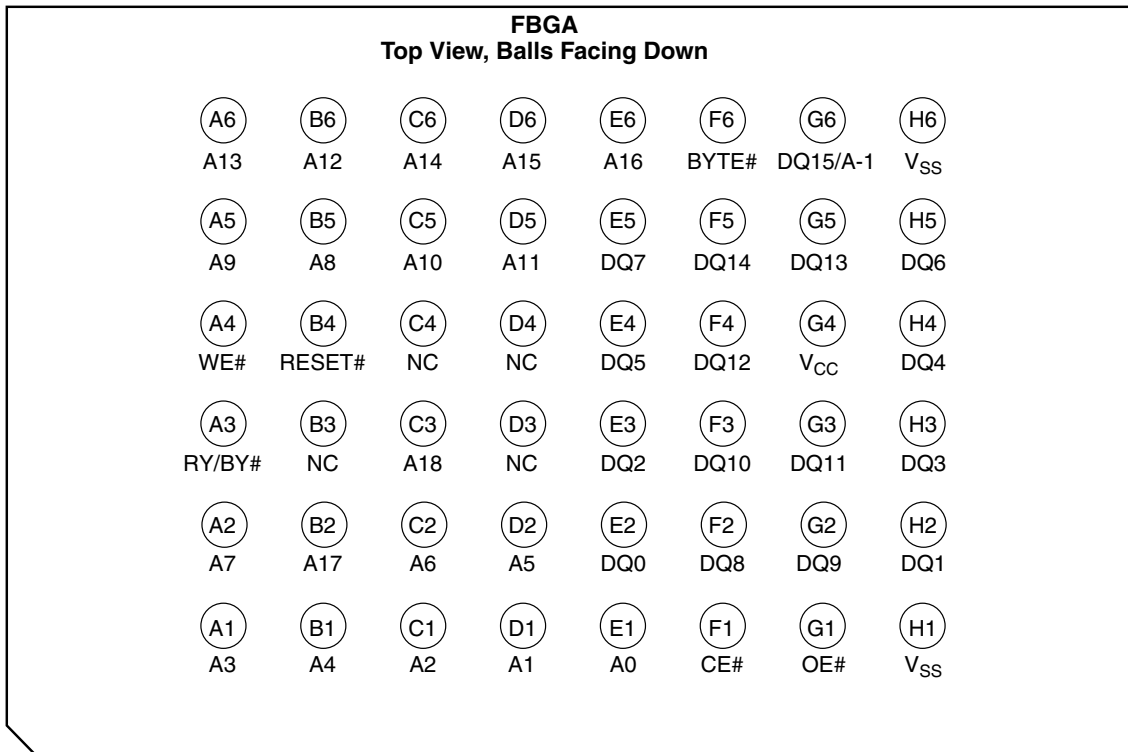 FBGA
Top View, Balls Facing Down
A6 B6 C6 D6 E6 F6 G6 H6
A13 A12 A14 A15 A16 BYTE# DQ15/A-1 VSS
A5 B5 C5 D5 E5 F5 G5 H5
A9 A8 A10 A11 DQ7 DQ14 DQ13 DQ6
A4 B4 C4 D4 E4 F4 G4 H4
WE# RESET# NC NC DQ5 DQ12 VCC DQ4
A3 B3 C3 D3 E3 F3 G3 H3
RY/BY# NC A18 NC DQ2 DQ10 DQ11 DQ3
A2 B2 C2 D2 E2 F2 G2 H2
A7 A17 A6 A5 DQ0 DQ8 DQ9 DQ1
A1 B1 C1 D1 E1 F1 G1 H1
A3 A4 A2 A1 A0 CE# OE# VSS